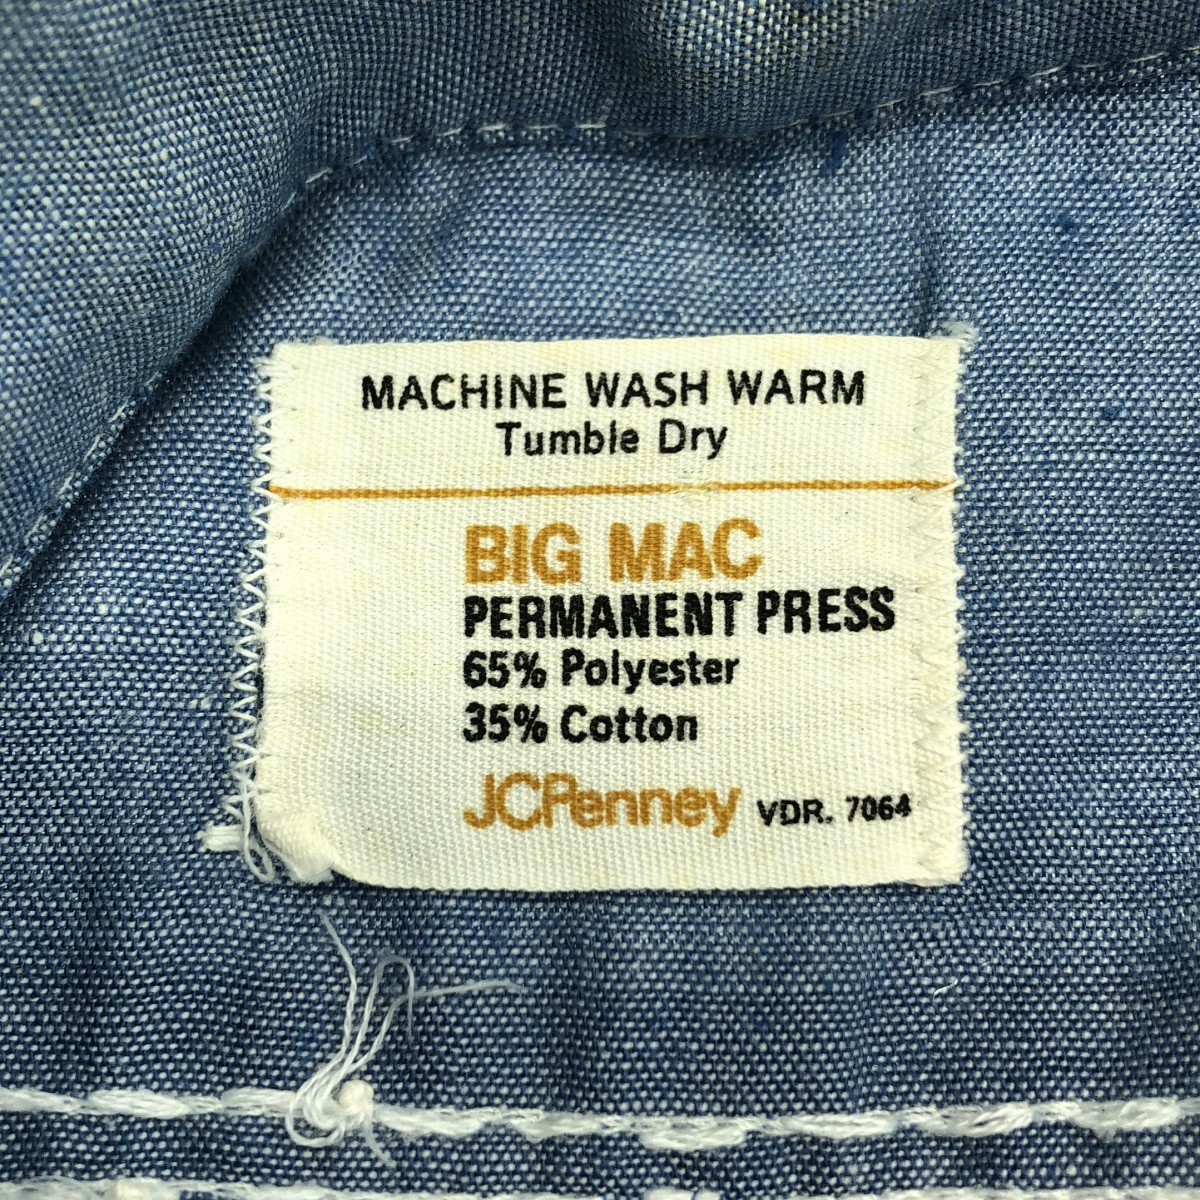 MACHINE WASH WARM
Tumble Dry
BIG MAC
PERMANENT PRESS
65% Polyester
35% Cotton
JCPenney VDR. 7064